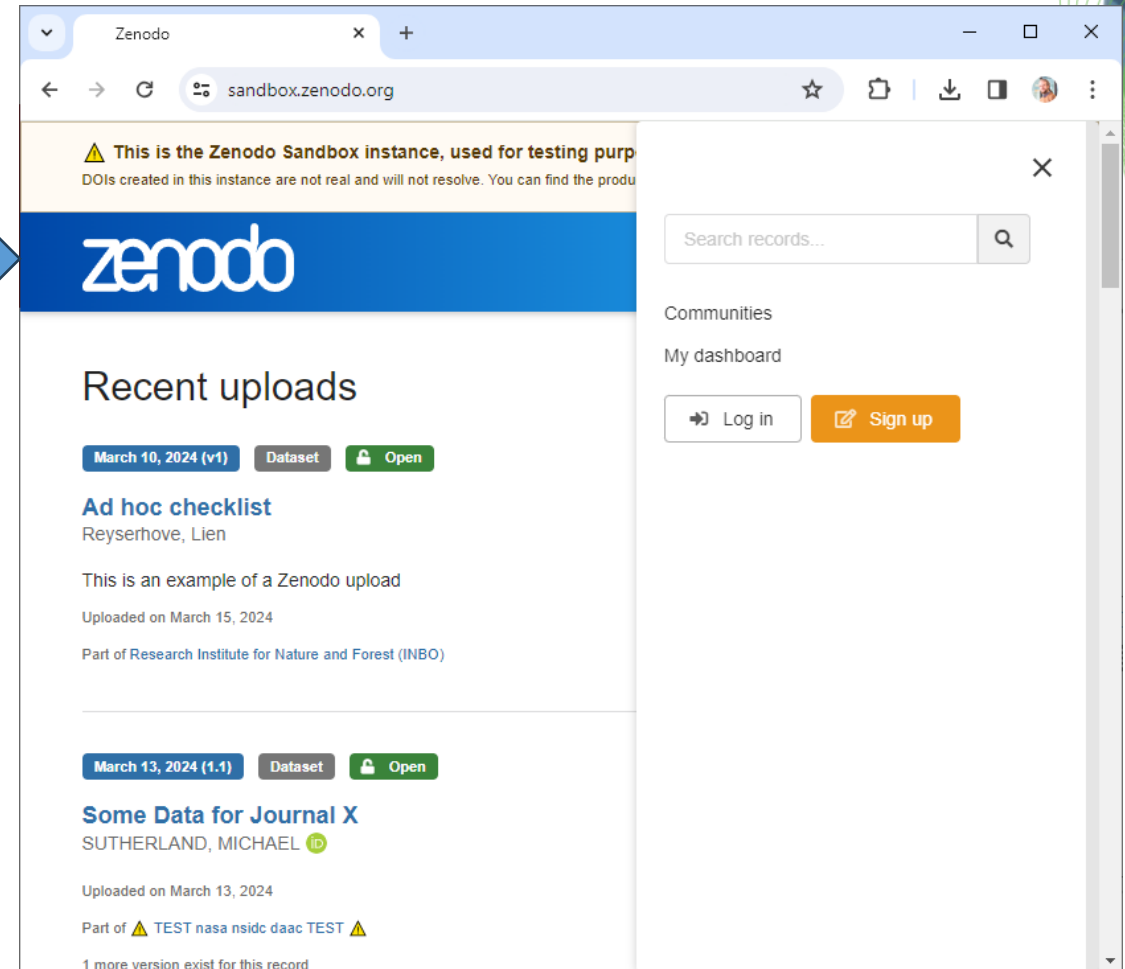 Zenodo
sandbox.zenodo.org
This is the Zenodo Sandbox instance, used for testing purp
DOIs created in this instance are not real and will not resolve. You can find the produ
zenodo
Search records...
Communities
My dashboard
Log in
Sign up
Recent uploads
March 10, 2024 (v1) Dataset Open
Ad hoc checklist
Reyserhove, Lien
This is an example of a Zenodo upload
Uploaded on March 15, 2024
Part of Research Institute for Nature and Forest (INBO)
March 13, 2024 (1.1) Dataset Open
Some Data for Journal X
SUTHERLAND, MICHAEL iD
Uploaded on March 13, 2024
Part of TEST nasa nsidc daac TEST
1 more version exist for this record